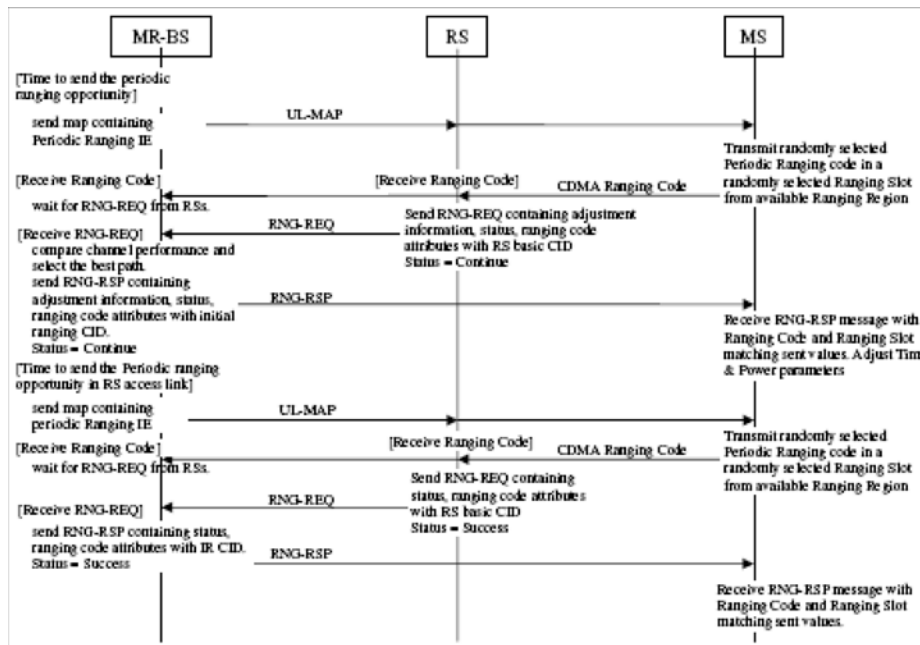 MR-BS
RS
MS
[Time to send the periodic
ranging opportunity]
send map containing
Periodic Ranging IE
UL-MAP
Transmit randomly selected
Periodic Ranging code in a
randomly selected Ranging Slot
from available Ranging Region
[Receive Ranging Code]
wait for RNG-REQ from RSs.
[Receive Ranging Code]
CDMA Ranging Code
Send RNG-REQ containing adjustment
information, status, ranging code
attributes with RS basic CID
Status = Continue
RNG-REQ
[Receive RNG-REQ]
compare channel performance and
select the best path.
send RNG-RSP containing
adjustment information, status,
ranging code attributes with initial
ranging CID.
Status = Continue
RNG-RSP
Receive RNG-RSP message with
Ranging Code and Ranging Slot
matching sent values. Adjust Tim
& Power parameters
[Time to send the Periodic ranging
opportunity in RS access link]
send map containing
periodic Ranging IE
UL-MAP
Transmit randomly selected
Periodic Ranging code in a
randomly selected Ranging Slot
from available Ranging Region
[Receive Ranging Code]
wait for RNG-REQ from RSs.
[Receive Ranging Code]
CDMA Ranging Code
Send RNG-REQ containing
status, ranging code attributes
with RS basic CID
Status = Success
RNG-REQ
[Receive RNG-REQ]
send RNG-RSP containing status,
ranging code attributes with IR CID.
Status = Success
RNG-RSP
Receive RNG-RSP message with
Ranging Code and Ranging Slot
matching sent values.